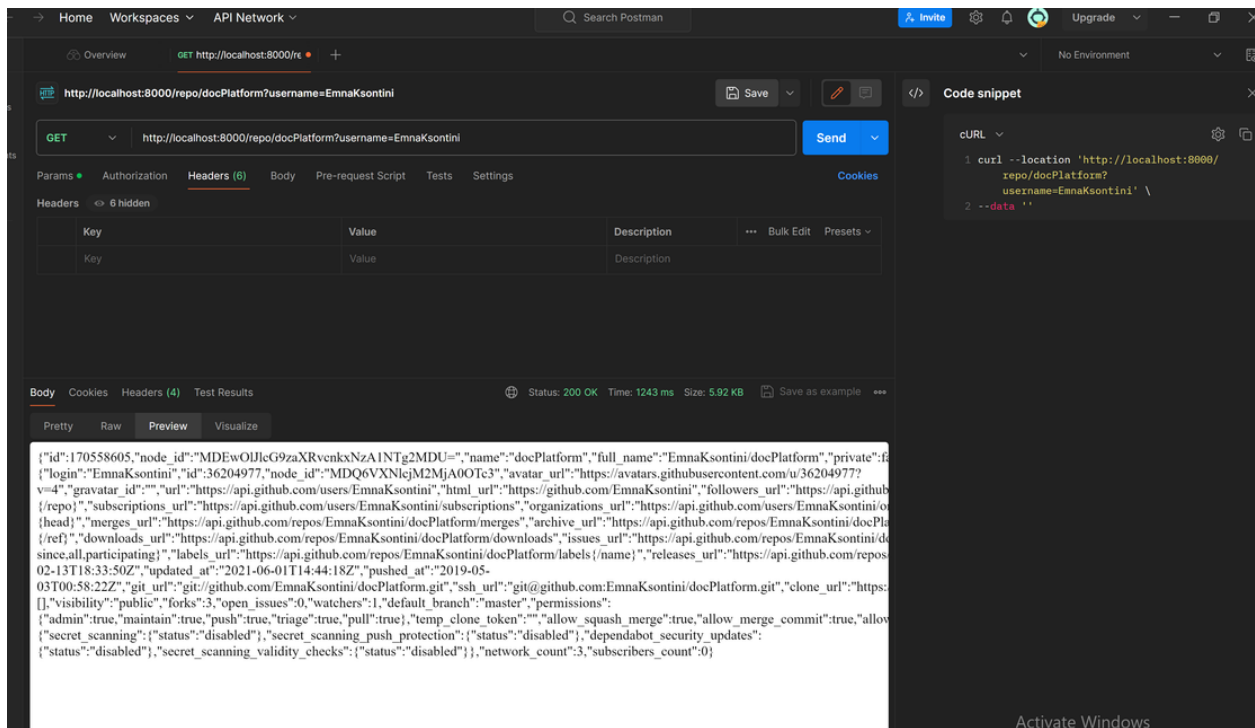 Home Workspaces API Network Search Postman Invite Upgrade
Overview GET http://localhost:8000/re No Environment
HTTP http://localhost:8000/repo/docPlatform?username=EmnaKsontini Save </> Code snippet
GET http://localhost:8000/repo/docPlatform?username=EmnaKsontini Send
cURL
1 curl --location 'http://localhost:8000/
repo/docPlatform?
username=EmnaKsontini' \
2 --data ''
Params Authorization Headers (6) Body Pre-request Script Tests Settings Cookies
Headers 6 hidden
Key Value Description Bulk Edit Presets
Key Value Description
Body Cookies Headers (4) Test Results Status: 200 OK Time: 1243 ms Size: 5.92 KB Save as example
Pretty Raw Preview Visualize
{"id":170558605,"node_id":"MDEwOlJlcG9zaXRvcnkxNzA1NTg2MDU=","name":"docPlatform","full_name":"EmnaKsontini/docPlatform","private":fa
{"login":"EmnaKsontini","id":36204977,"node_id":"MDQ6VXNlcjM2MjA0OTc3","avatar_url":"https://avatars.githubusercontent.com/u/36204977?
v=4","gravatar_id":"","url":"https://api.github.com/users/EmnaKsontini","html_url":"https://github.com/EmnaKsontini","followers_url":"https://api.github
{/repo}","subscriptions_url":"https://api.github.com/users/EmnaKsontini/subscriptions","organizations_url":"https://api.github.com/users/EmnaKsontini/o
{head}","merges_url":"https://api.github.com/repos/EmnaKsontini/docPlatform/merges","archive_url":"https://api.github.com/repos/EmnaKsontini/docPla
{/ref}","downloads_url":"https://api.github.com/repos/EmnaKsontini/docPlatform/downloads","issues_url":"https://api.github.com/repos/EmnaKsontini/do
since,all,participating}","labels_url":"https://api.github.com/repos/EmnaKsontini/docPlatform/labels{/name}","releases_url":"https://api.github.com/repos
02-13T18:33:50Z","updated_at":"2021-06-01T14:44:18Z","pushed_at":"2019-05-
03T00:58:22Z","git_url":"git://github.com/EmnaKsontini/docPlatform.git","ssh_url":"git@github.com:EmnaKsontini/docPlatform.git","clone_url":"https:
[],"visibility":"public","forks":3,"open_issues":0,"watchers":1,"default_branch":"master","permissions":
{"admin":true,"maintain":true,"push":true,"triage":true,"pull":true},"temp_clone_token":"","allow_squash_merge":true,"allow_merge_commit":true,"allow
{"secret_scanning":{"status":"disabled"},"secret_scanning_push_protection":{"status":"disabled"},"dependabot_security_updates":
{"status":"disabled"},"secret_scanning_validity_checks":{"status":"disabled"}},"network_count":3,"subscribers_count":0}
Activate Windows